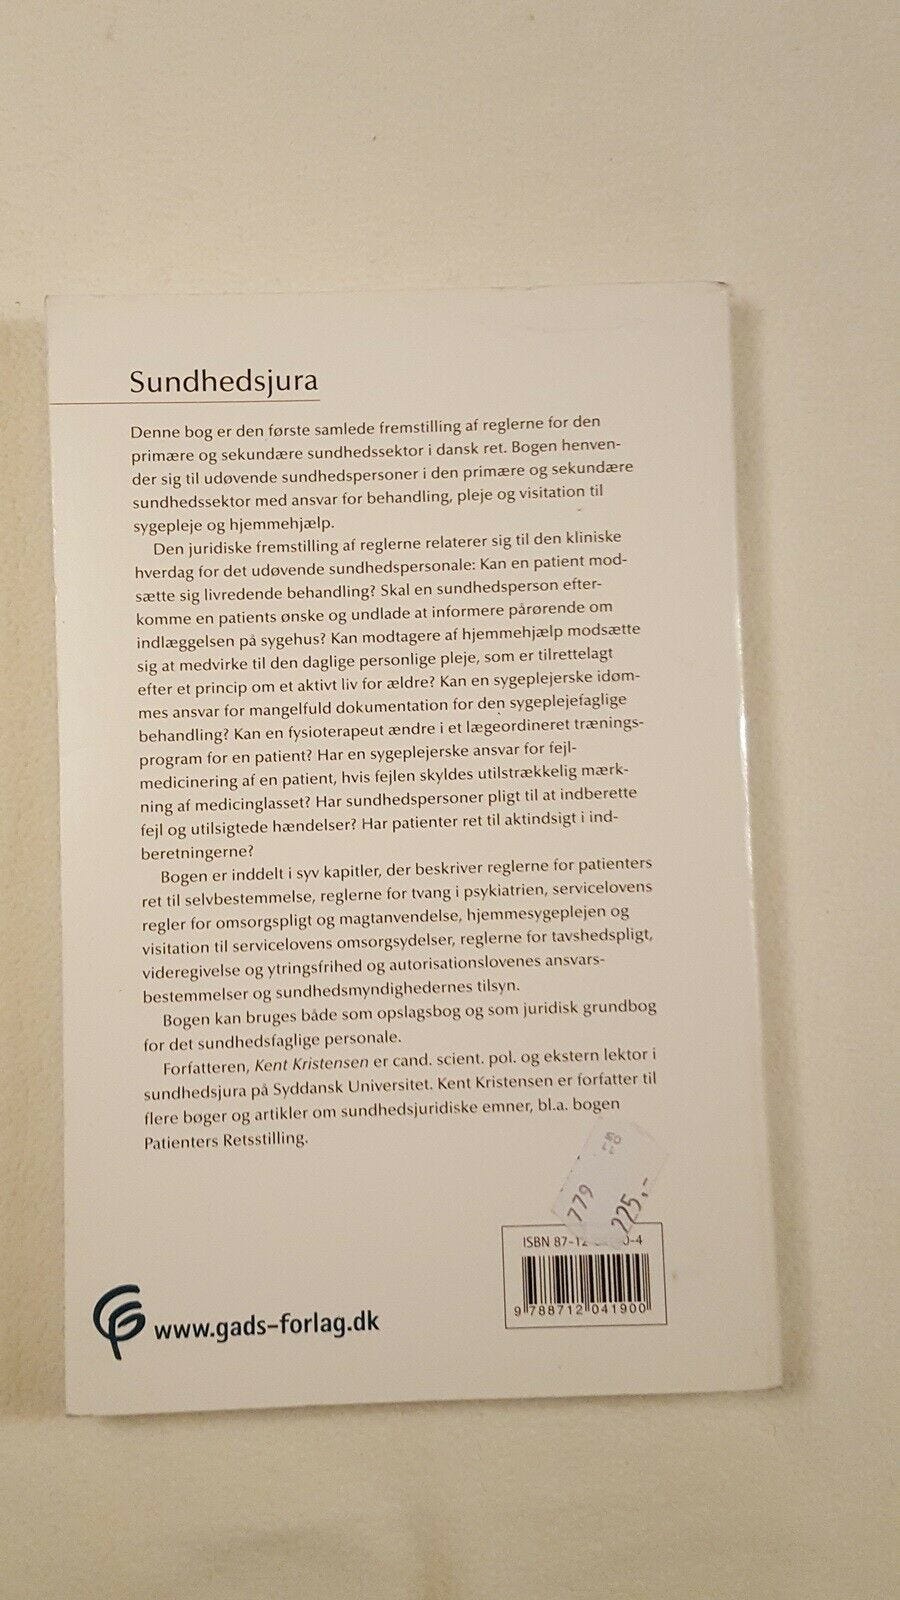 Sundhedsjura
Denne bog er den første samlede fremstilling af reglerne for den
primære og sekundære sundhedssektor i dansk ret. Bogen henven-
der sig til udøvende sundhedspersoner i den primære og sekundære
sundhedssektor med ansvar for behandling, pleje og visitation til
sygepleje og hjemmehjælp.
Den juridiske fremstilling af reglerne relaterer sig til den kliniske
hverdag for det udøvende sundhedspersonale: Kan en patient mod-
sætte sig livreddende behandling? Skal en sundhedsperson efter-
komme en patients ønske og undlade at informere pårørende om
indlæggelsen på sygehus? Kan modtagere af hjemmehjælp modsætte
sig at medvirke til den daglige personlige pleje, som er tilrettelagt
efter et princip om et aktivt liv for ældre? Kan en sygeplejerske idøm-
mes ansvar for mangelfuld dokumentation for den sygeplejefaglige
behandling? Kan en fysioterapeut ændre i et lægeordineret trænings-
program for en patient? Har en sygeplejerske ansvar for fejl-
medicinering af en patient, hvis fejlen skyldes utilstrækkelig mærk-
ning af medicinglasset? Har sundhedspersoner pligt til at indberette
fejl og utilsigtede hændelser? Har patienter ret til aktindsigt i ind-
beretningerne?
Bogen er inddelt i syv kapitler, der beskriver reglerne for patienters
ret til selvbestemmelse, reglerne for tvang i psykiatrien, servicelovens
regler for omsorgspligt og magtanvendelse, hjemmesygeplejen og
visitation til servicelovens omsorgsydelser, reglerne for tavshedspligt,
videregivelse og ytringsfrihed og autorisationslovenes ansvars-
bestemmelser og sundhedsmyndighedernes tilsyn.
Bogen kan bruges både som opslagsbog og som juridisk grundbog
for det sundhedsfaglige personale.
Forfatteren, Kent Kristensen er cand. scient. pol. og ekstern lektor i
sundhedsjura på Syddansk Universitet. Kent Kristensen er forfatter til
flere bøger og artikler om sundhedsjuridiske emner, bl.a. bogen
Patienters Retsstilling.
779
225,-
ISBN 87-12
0-4
9 788712 041900
www.gads-forlag.dk